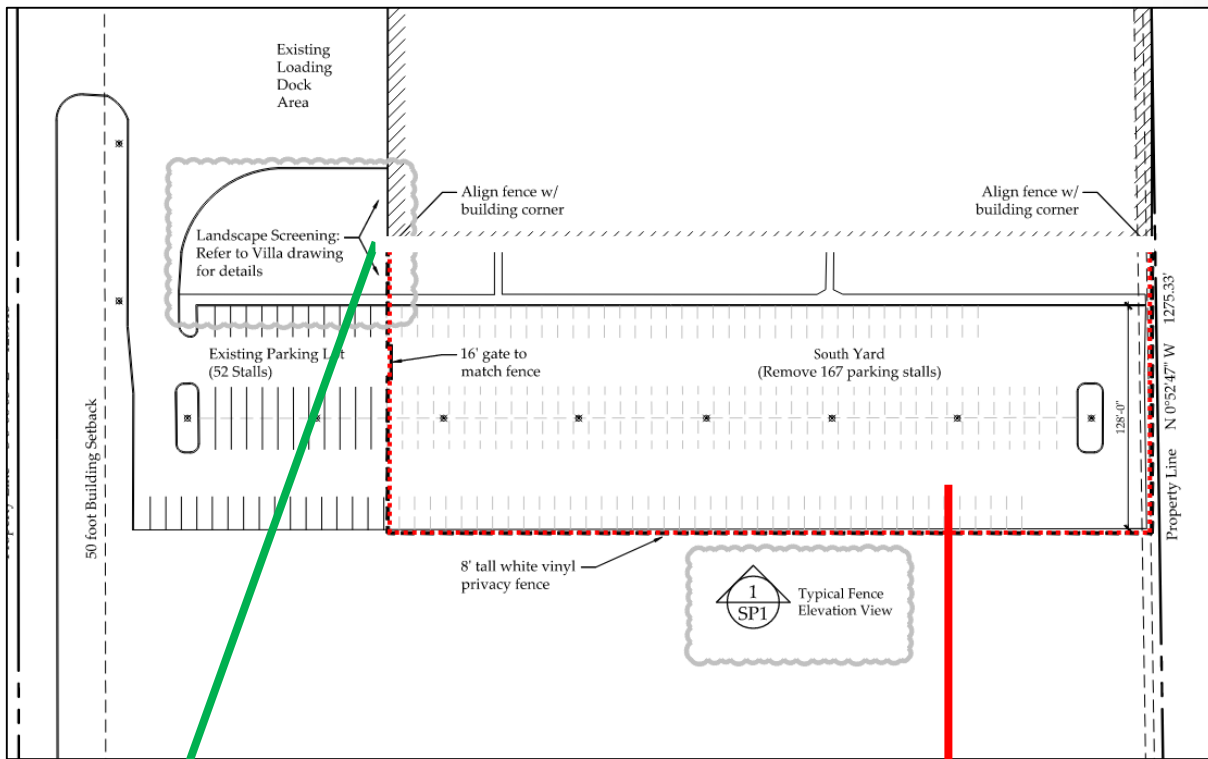 Existing
Loading
Dock
Area
Align fence w/
building corner
Align fence w/
building corner
Landscape Screening:
Refer to Villa drawing
for details
Existing Parking Lot
(52 Stalls)
16' gate to
match fence
South Yard
(Remove 167 parking stalls)
128'-0"
50 foot Building Setback
Property Line N 0°52'47" W 1275.33'
8' tall white vinyl
privacy fence
1
SP1
Typical Fence
Elevation View